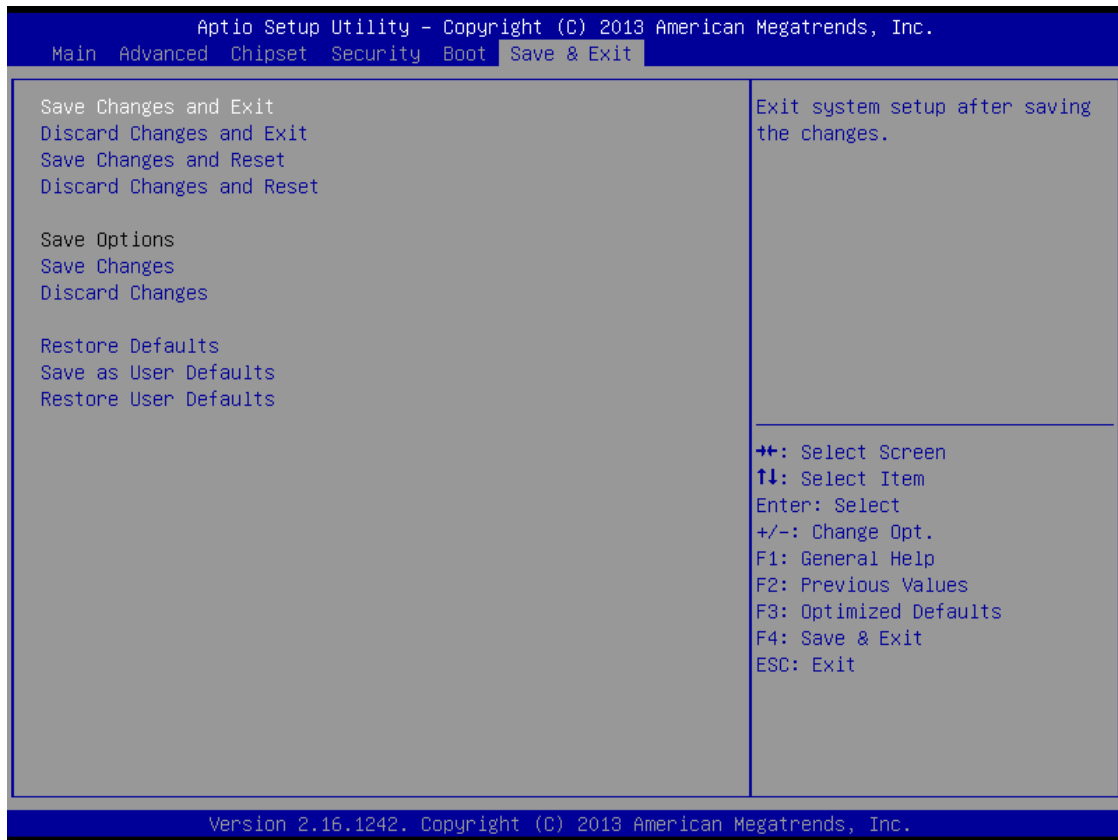 Aptio Setup Utility – Copyright (C) 2013 American Megatrends, Inc.
Main Advanced Chipset Security Boot Save & Exit
Save Changes and Exit
Discard Changes and Exit
Save Changes and Reset
Discard Changes and Reset
Save Options
Save Changes
Discard Changes
Restore Defaults
Save as User Defaults
Restore User Defaults
Exit system setup after saving
the changes.
→←: Select Screen
↑↓: Select Item
Enter: Select
+/-: Change Opt.
F1: General Help
F2: Previous Values
F3: Optimized Defaults
F4: Save & Exit
ESC: Exit
Version 2.16.1242. Copyright (C) 2013 American Megatrends, Inc.